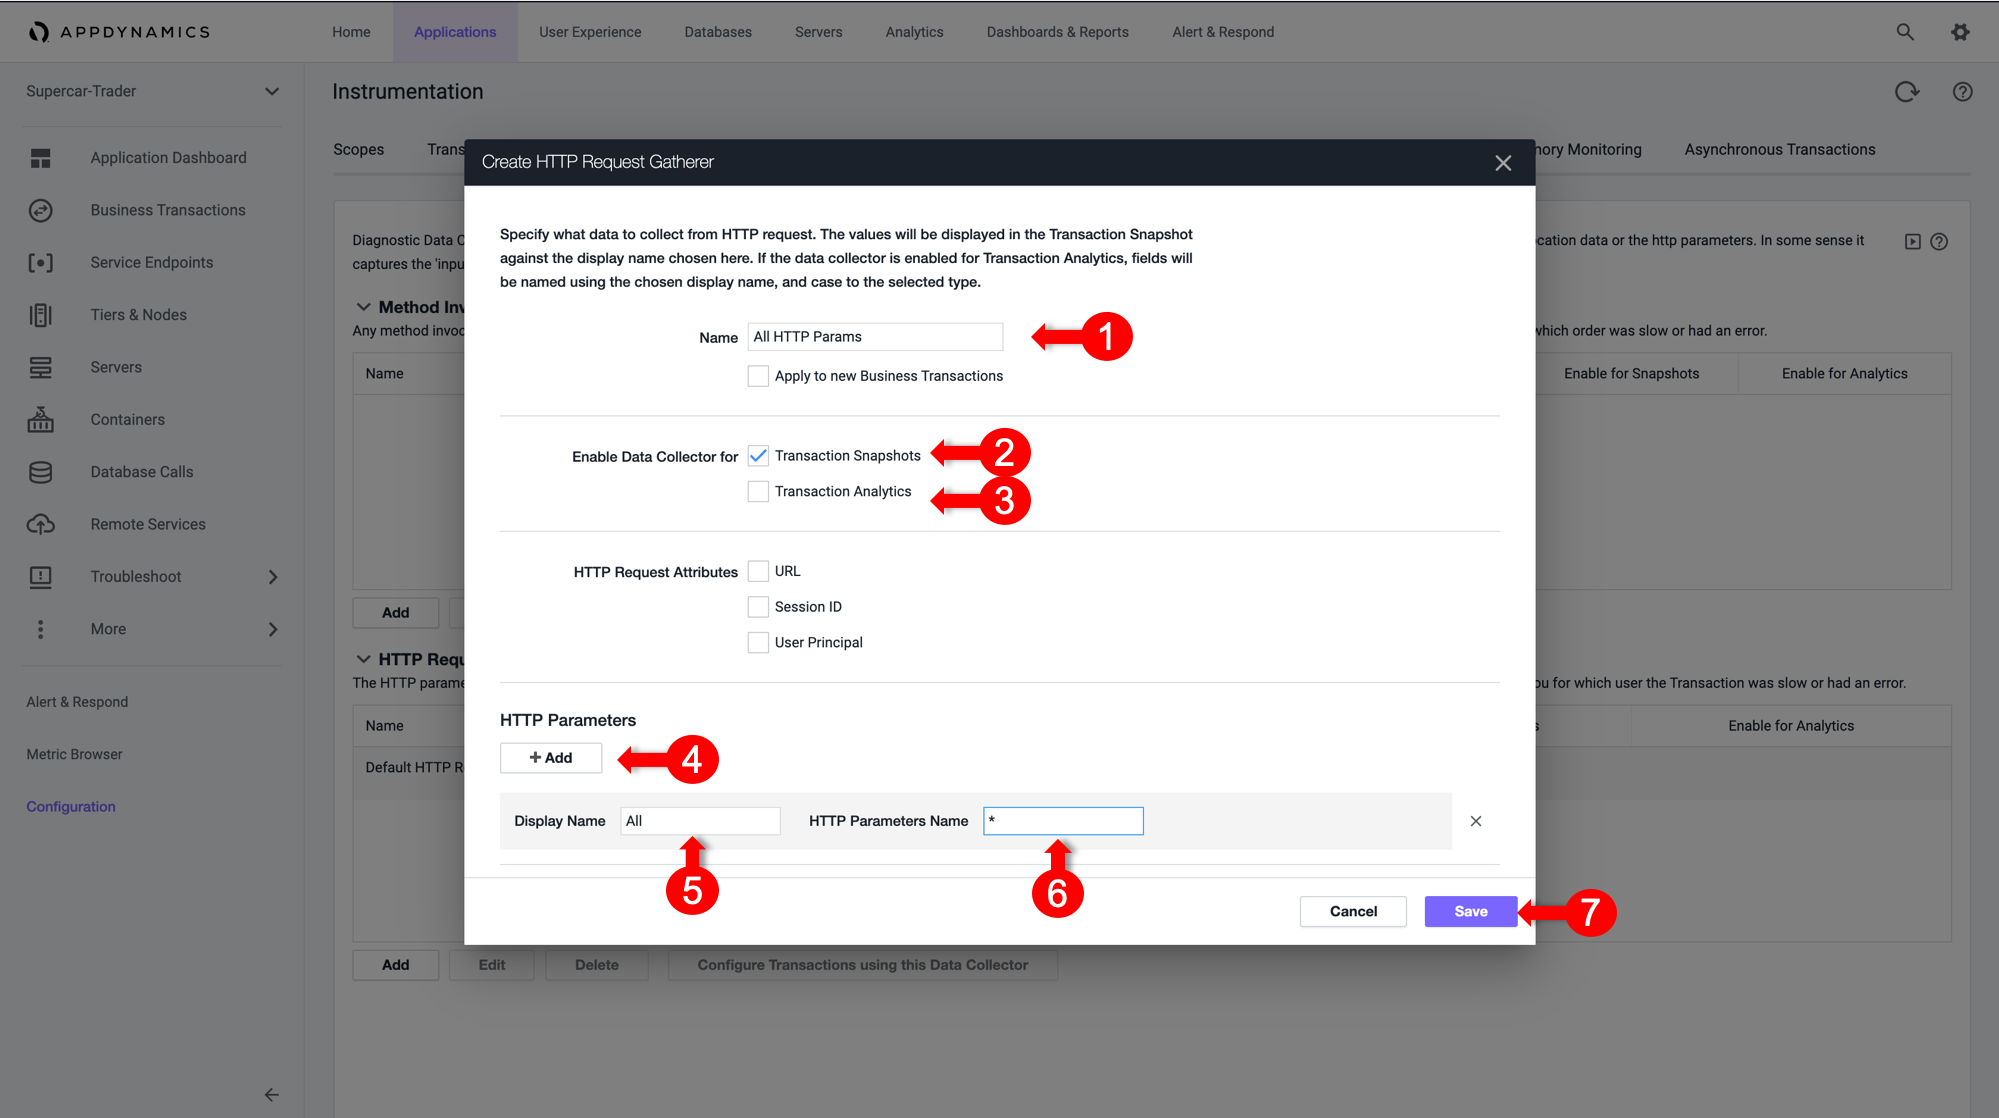 APPDYNAMICS
Home
Applications
User Experience
Databases
Servers
Analytics
Dashboards & Reports
Alert & Respond
Supercar-Trader
Instrumentation
Application Dashboard
Business Transactions
Service Endpoints
Tiers & Nodes
Servers
Containers
Database Calls
Remote Services
Troubleshoot
More
Alert & Respond
Metric Browser
Configuration
Scopes
Trans
ory Monitoring
Asynchronous Transactions
Create HTTP Request Gatherer
Diagnostic Data C
captures the 'inpu
cation data or the http parameters. In some sense it
Specify what data to collect from HTTP request. The values will be displayed in the Transaction Snapshot
against the display name chosen here. If the data collector is enabled for Transaction Analytics, fields will
be named using the chosen display name, and case to the selected type.
Method Inv
Any method invoc
which order was slow or had an error.
Name
Enable for Snapshots
Enable for Analytics
Name All HTTP Params
1
Apply to new Business Transactions
Enable Data Collector for Transaction Snapshots
2
Transaction Analytics
3
HTTP Request Attributes URL
Session ID
User Principal
Add
HTTP Requ
The HTTP parame
ou for which user the Transaction was slow or had an error.
Name
s
Enable for Analytics
Default HTTP R
HTTP Parameters
+ Add
4
Display Name All HTTP Parameters Name *
5
6
Cancel
Save
7
Add
Edit
Delete
Configure Transactions using this Data Collector